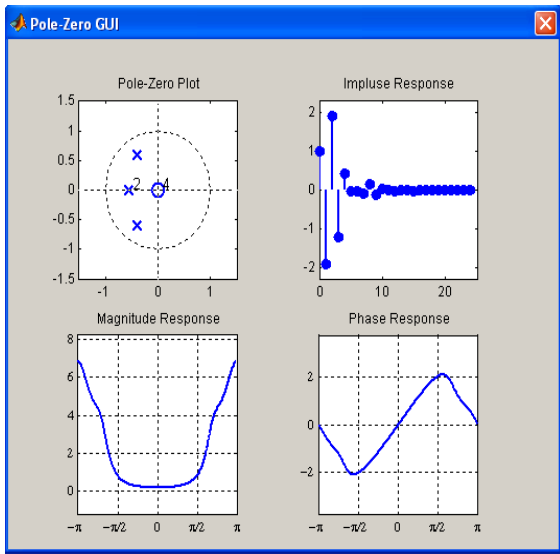 Pole-Zero GUI
Pole-Zero Plot
1.5
1
0.5
0
-0.5
-1
-1.5
2
4
-1 0 1
Impluse Response
2
1
0
-1
-2
0 10 20
Magnitude Response
8
6
4
2
0
-π -π/2 0 π/2 π
Phase Response
2
0
-2
-π -π/2 0 π/2 π